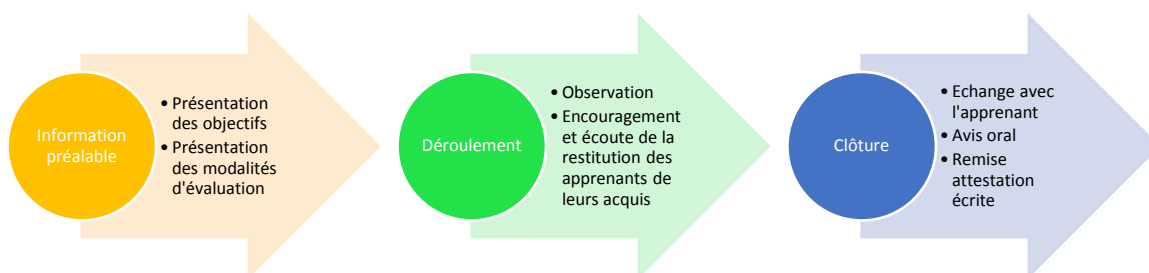 Information
préalable
• Présentation
des objectifs
• Présentation
des modalités
d'évaluation
Déroulement
• Observation
• Encouragement
et écoute de la
restitution des
apprenants de
leurs acquis
Clôture
• Echange avec
l'apprenant
• Avis oral
• Remise
attestation
écrite